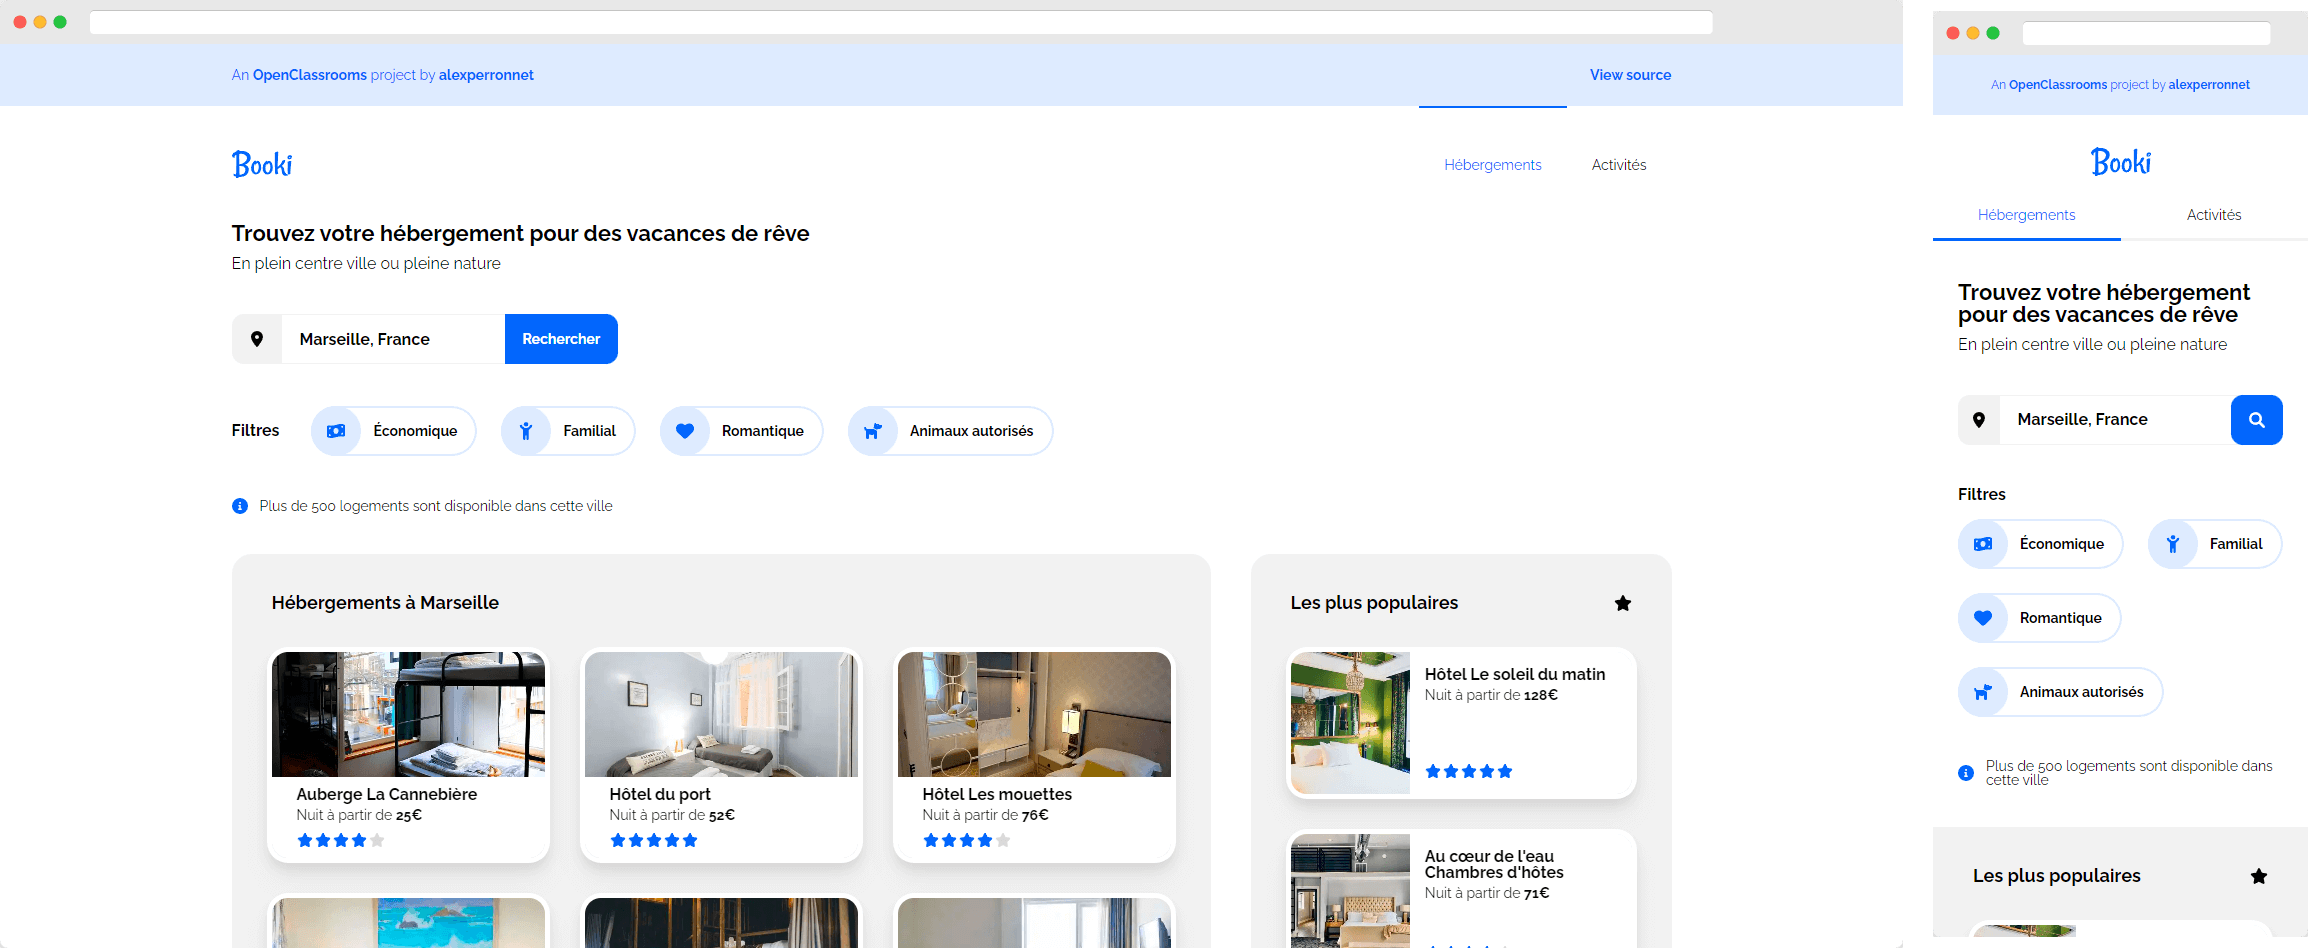 An OpenClassrooms project by alexperronnet
View source
Booki
Hébergements
Activités
Trouvez votre hébergement pour des vacances de rêve
En plein centre ville ou pleine nature
Marseille, France
Rechercher
Filtres
Économique
Familial
Romantique
Animaux autorisés
Plus de 500 logements sont disponible dans cette ville
Hébergements à Marseille
Auberge La Cannebière
Nuit à partir de 25€
Hôtel du port
Nuit à partir de 52€
Hôtel Les mouettes
Nuit à partir de 76€
Les plus populaires
Hôtel Le soleil du matin
Nuit à partir de 128€
Au cœur de l'eau
Chambres d'hôtes
Nuit à partir de 71€
An OpenClassrooms project by alexperronnet
Booki
Hébergements
Activités
Trouvez votre hébergement
pour des vacances de rêve
En plein centre ville ou pleine nature
Marseille, France
Filtres
Économique
Familial
Romantique
Animaux autorisés
Plus de 500 logements sont disponible dans
cette ville
Les plus populaires